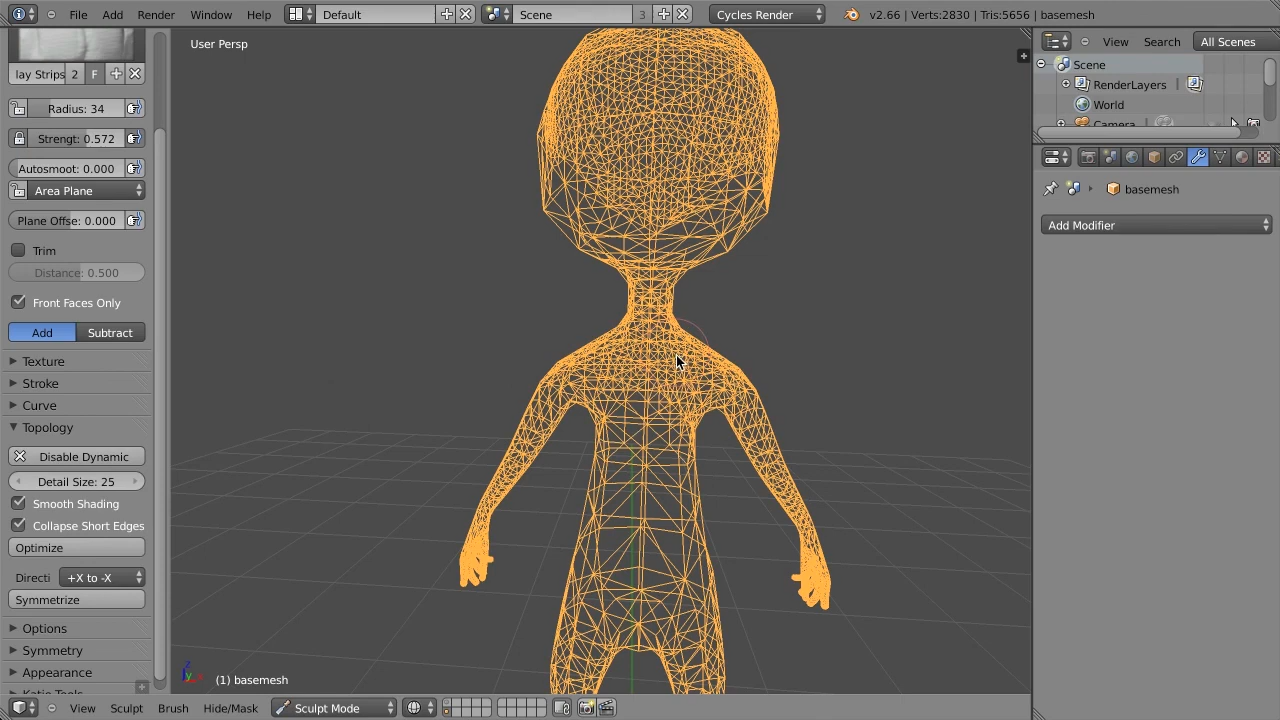 File Add Render Window Help Default Scene 3 Cycles Render v2.66 | Verts:2830 | Tris:5656 | basemesh
User Persp
View Search All Scenes
Scene
RenderLayers
World
Camera
basemesh
Add Modifier
lay Strips 2 F
Radius: 34
Strengt: 0.572
Autosmoot: 0.000
Area Plane
Plane Offse: 0.000
Trim
Distance: 0.500
Front Faces Only
Add Subtract
Texture
Stroke
Curve
Topology
Disable Dynamic
Detail Size: 25
Smooth Shading
Collapse Short Edges
Optimize
Directi +X to -X
Symmetrize
Options
Symmetry
Appearance
(1) basemesh
View Sculpt Brush Hide/Mask Sculpt Mode